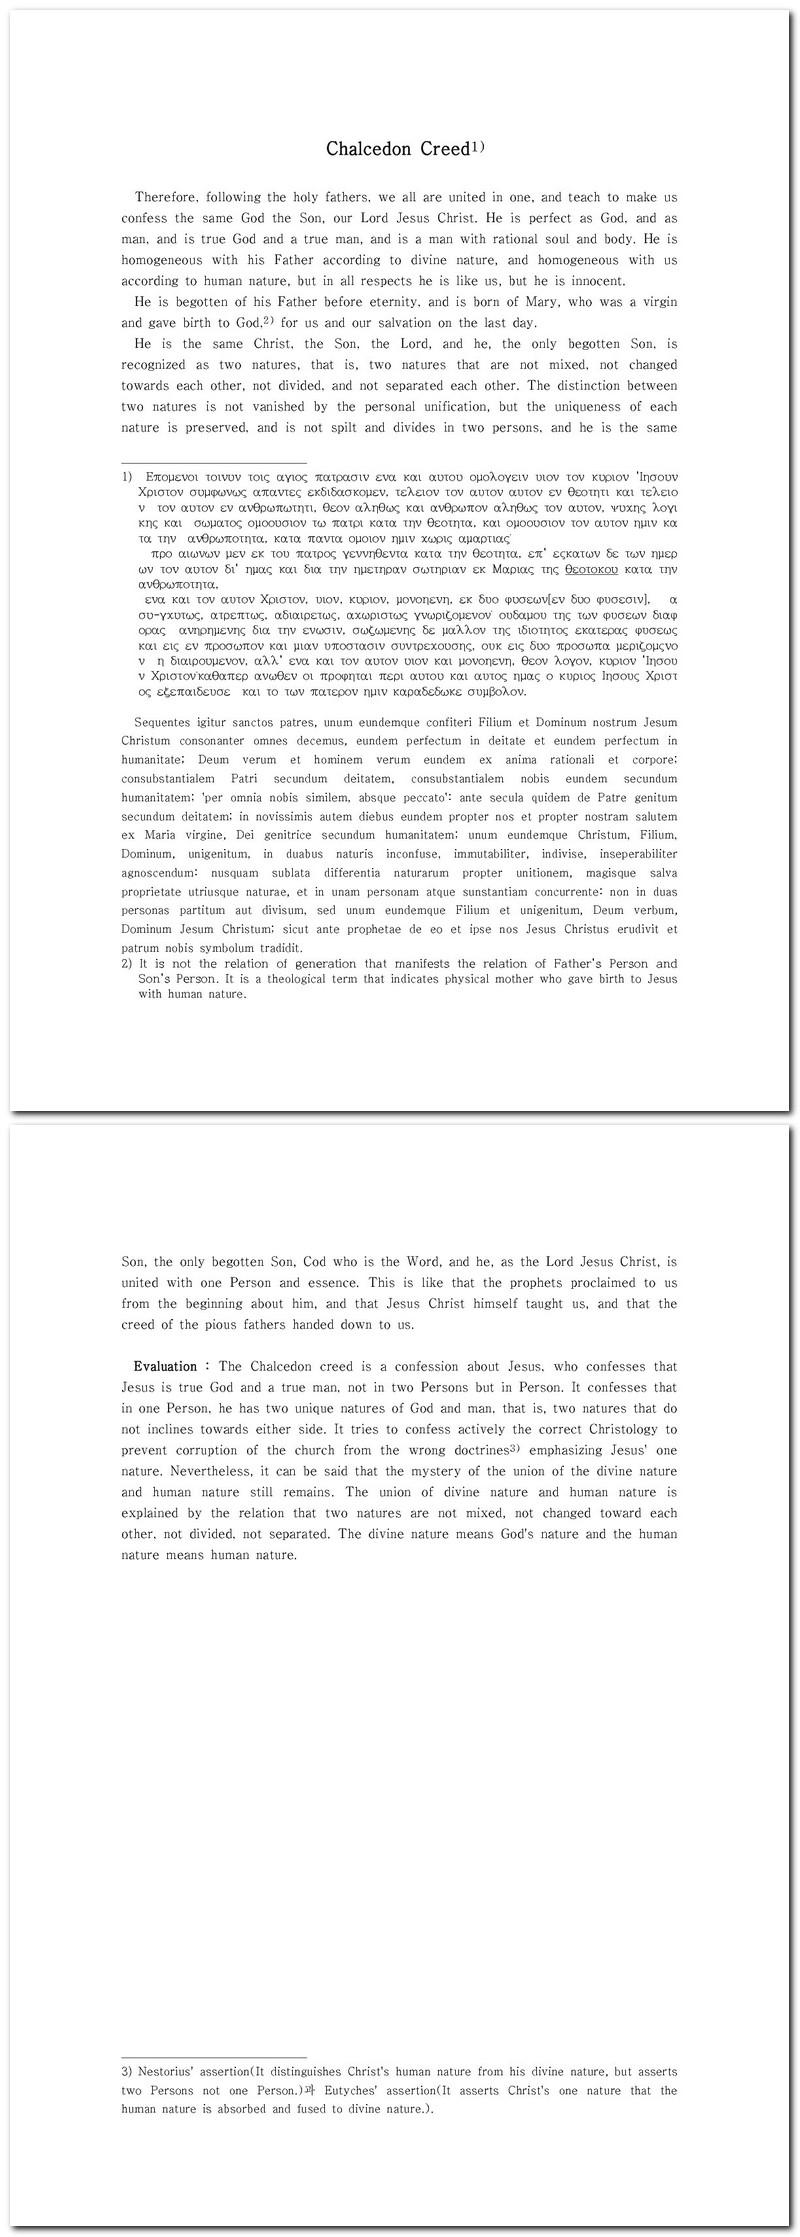 Chalcedon Creed1)
Therefore, following the holy fathers, we all are united in one, and teach to make us
confess the same God the Son, our Lord Jesus Christ. He is perfect as God, and as
man, and is true God and a true man, and is a man with rational soul and body. He is
homogeneous with his Father according to divine nature, and homogeneous with us
according to human nature, but in all respects he is like us, but he is innocent.
He is begotten of his Father before eternity, and is born of Mary, who was a virgin
and gave birth to God,2) for us and our salvation on the last day.
He is the same Christ, the Son, the Lord, and he, the only begotten Son, is
recognized as two natures, that is, two natures that are not mixed, not changed
towards each other, not divided, and not separated each other. The distinction between
two natures is not vanished by the personal unification, but the uniqueness of each
nature is preserved, and is not spilt and divides in two persons, and he is the same
1) Επομενοι τοινυν τοις αγιος πατρασιν ενα και αυτου ομολογειν υιον τον κυριον 'Ιησουν
Χριστον συμφωνως απαντες εκδιδασκομεν, τελειον τον αυτον αυτον εν θεοτητι και τελειο
ν τον αυτον εν ανθρωπωτητι, θεον αληθως και ανθρωπον αληθως τον αυτον, ψυχης λογι
κης και σωματος ομοουσιον τω πατρι κατα την θεοτητα, και ομοουσιον τον αυτον ημιν κα
τα την ανθρωποτητα, κατα παντα ομοιον ημιν χωρις αμαρτιας·
προ αιωνων μεν εκ του πατρος γεννηθεντα κατα την θεοτητα, επ' εςκατων δε των ημερ
ων τον αυτον δι' ημας και δια την ημετηραν σωτηριαν εκ Μαριας της θεοτοκου κατα την
ανθρωποτητα,
ενα και τον αυτον Χριστον, υιον, κυριον, μονοηενη, εκ δυο φυσεων[εν δυο φυσεσιν], α
συ-γχυτως, ατρεπτως, αδιαιρετως, αχωριστως γνωριζομενον· ουδαμου της των φυσεων διαφ
ορας ανηρημενης δια την ενωσιν, σωζωμενης δε μαλλον της ιδιοτητος εκατερας φυσεως
και εις εν προσωπον και μιαν υποστασιν συντρεχουσης, ουκ εις δυο προσωπα μεριζομςνο
ν η διαιρουμενον, αλλ' ενα και τον αυτον υιον και μονοηενη, θεον λογον, κυριον 'Ιησου
ν Χριστον·καθαπερ ανωθεν οι προφηται περι αυτου και αυτος ημας ο κυριος Ιησους Χριστ
ος εξεπαιδευσε και το των πατερον ημιν καραδεδωκε συμβολον.
Sequentes igitur sanctos patres, unum eundemque confiteri Filium et Dominum nostrum Jesum
Christum consonanter omnes decemus, eundem perfectum in deitate et eundem perfectum in
humanitate; Deum verum et hominem verum eundem ex anima rationali et corpore;
consubstantialem Patri secundum deitatem, consubstantialem nobis eundem secundum
humanitatem; 'per omnia nobis similem, absque peccato': ante secula quidem de Patre genitum
secundum deitatem; in novissimis autem diebus eundem propter nos et propter nostram salutem
ex Maria virgine, Dei genitrice secundum humanitatem; unum eundemque Christum, Filium,
Dominum, unigenitum, in duabus naturis inconfuse, immutabiliter, indivise, inseperabiliter
agnoscendum: nusquam sublata differentia naturarum propter unitionem, magisque salva
proprietate utriusque naturae, et in unam personam atque sunstantiam concurrente: non in duas
personas partitum aut divisum, sed unum eundemque Filium et unigenitum, Deum verbum,
Dominum Jesum Christum; sicut ante prophetae de eo et ipse nos Jesus Christus erudivit et
patrum nobis symbolum tradidit.
2) It is not the relation of generation that manifests the relation of Father's Person and
Son's Person. It is a theological term that indicates physical mother who gave birth to Jesus
with human nature.
Son, the only begotten Son, Cod who is the Word, and he, as the Lord Jesus Christ, is
united with one Person and essence. This is like that the prophets proclaimed to us
from the beginning about him, and that Jesus Christ himself taught us, and that the
creed of the pious fathers handed down to us.
Evaluation : The Chalcedon creed is a confession about Jesus, who confesses that
Jesus is true God and a true man, not in two Persons but in Person. It confesses that
in one Person, he has two unique natures of God and man, that is, two natures that do
not inclines towards either side. It tries to confess actively the correct Christology to
prevent corruption of the church from the wrong doctrines3) emphasizing Jesus' one
nature. Nevertheless, it can be said that the mystery of the union of the divine nature
and human nature still remains. The union of divine nature and human nature is
explained by the relation that two natures are not mixed, not changed toward each
other, not divided, not separated. The divine nature means God's nature and the human
nature means human nature.
3) Nestorius' assertion(It distinguishes Christ's human nature from his divine nature, but asserts
two Persons not one Person.)과 Eutyches' assertion(It asserts Christ's one nature that the
human nature is absorbed and fused to divine nature.).